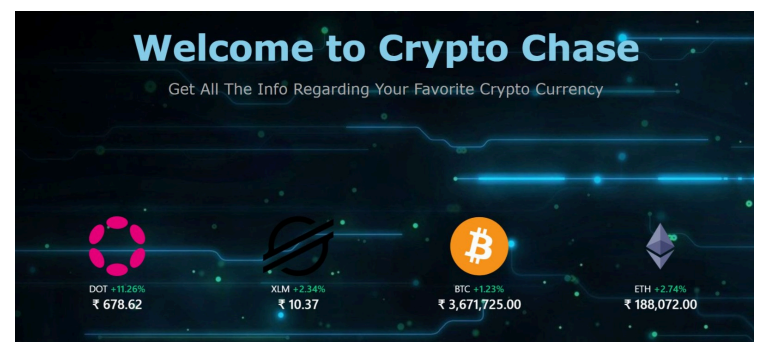 Welcome to Crypto Chase
Get All The Info Regarding Your Favorite Crypto Currency
DOT +11.26%
₹ 678.62
XLM +2.34%
₹ 10.37
BTC +1.23%
₹ 3,671,725.00
ETH +2.74%
₹ 188,072.00